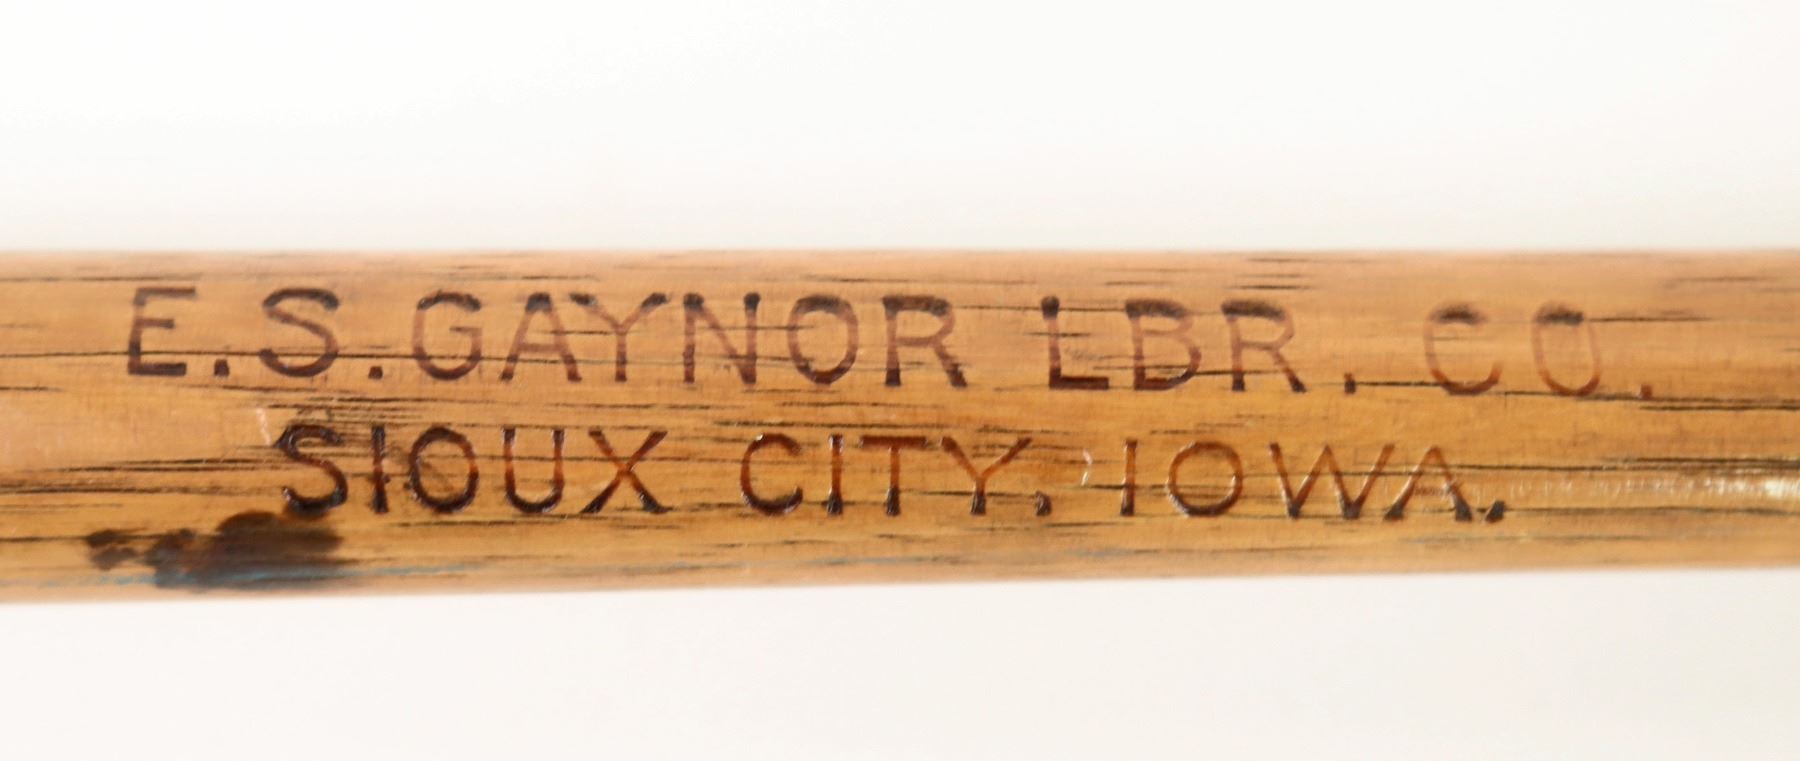 E.S.GAYNOR LBR. CO.
SIOUX CITY, IOWA.